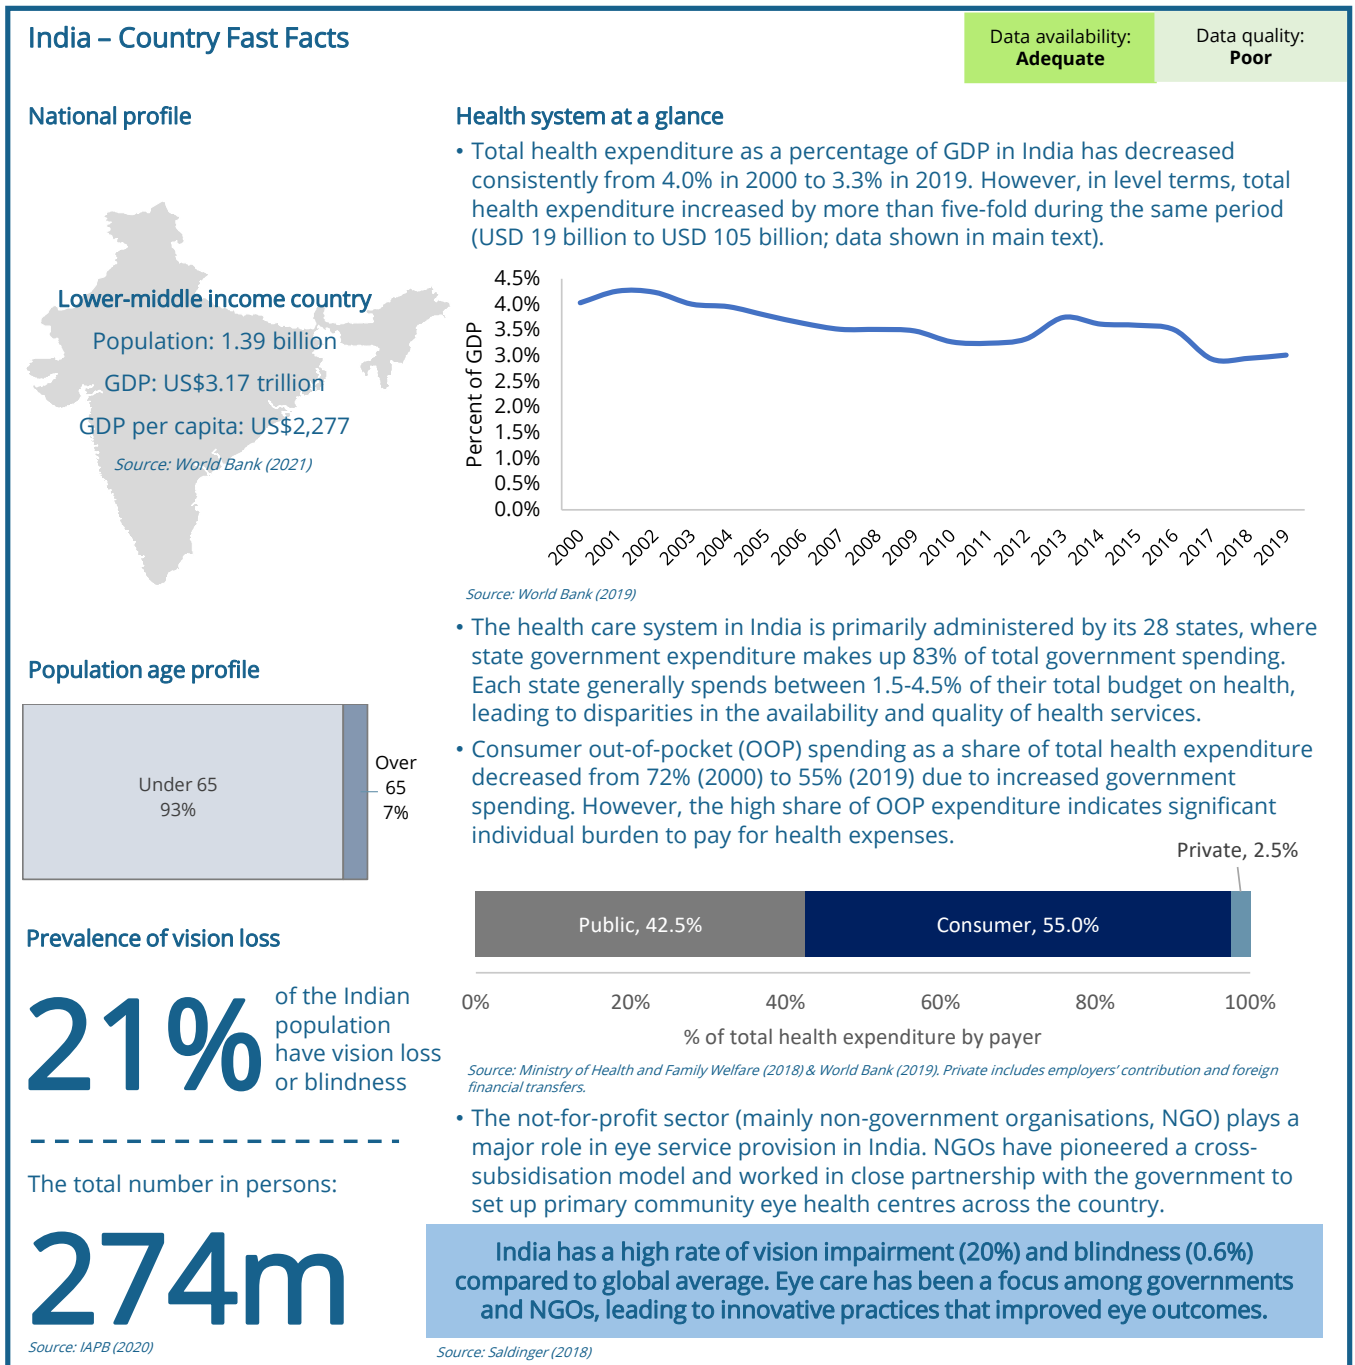 India – Country Fast Facts
Data availability:
Adequate
Data quality:
Poor
National profile
Lower-middle income country
Population: 1.39 billion
GDP: US$3.17 trillion
GDP per capita: US$2,277
Source: World Bank (2021)
Population age profile
Under 65
93%
Over
65
7%
Prevalence of vision loss
21%
of the Indian
population
have vision loss
or blindness
The total number in persons:
274m
Source: IAPB (2020)
Health system at a glance
• Total health expenditure as a percentage of GDP in India has decreased
consistently from 4.0% in 2000 to 3.3% in 2019. However, in level terms, total
health expenditure increased by more than five-fold during the same period
(USD 19 billion to USD 105 billion; data shown in main text).
Percent of GDP
4.5%
4.0%
3.5%
3.0%
2.5%
2.0%
1.5%
1.0%
0.5%
0.0%
2000 2001 2002 2003 2004 2005 2006 2007 2008 2009 2010 2011 2012 2013 2014 2015 2016 2017 2018 2019
Source: World Bank (2019)
• The health care system in India is primarily administered by its 28 states, where
state government expenditure makes up 83% of total government spending.
Each state generally spends between 1.5-4.5% of their total budget on health,
leading to disparities in the availability and quality of health services.
• Consumer out-of-pocket (OOP) spending as a share of total health expenditure
decreased from 72% (2000) to 55% (2019) due to increased government
spending. However, the high share of OOP expenditure indicates significant
individual burden to pay for health expenses.
Private, 2.5%
Public, 42.5%
Consumer, 55.0%
0% 20% 40% 60% 80% 100%
% of total health expenditure by payer
Source: Ministry of Health and Family Welfare (2018) & World Bank (2019). Private includes employers' contribution and foreign
financial transfers.
• The not-for-profit sector (mainly non-government organisations, NGO) plays a
major role in eye service provision in India. NGOs have pioneered a cross-
subsidisation model and worked in close partnership with the government to
set up primary community eye health centres across the country.
India has a high rate of vision impairment (20%) and blindness (0.6%)
compared to global average. Eye care has been a focus among governments
and NGOs, leading to innovative practices that improved eye outcomes.
Source: Saldinger (2018)